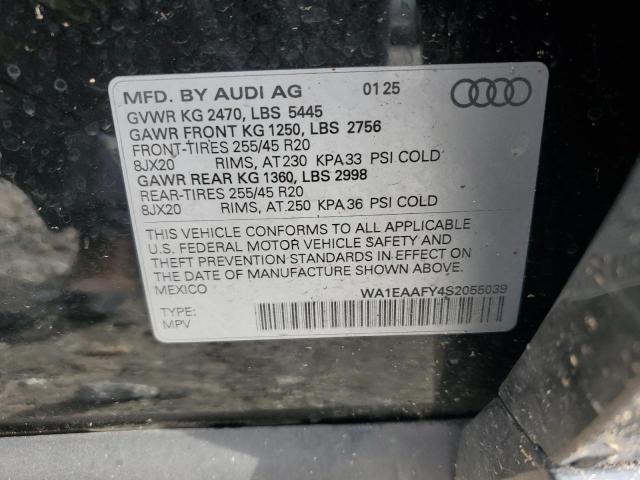 MFD. BY AUDI AG 01 25
GVWR KG 2470, LBS 5445
GAWR FRONT KG 1250, LBS 2756
FRONT-TIRES 255/45 R20
8JX20 RIMS, AT 230 KPA 33 PSI COLD
GAWR REAR KG 1360, LBS 2998
REAR-TIRES 255/45 R20
8JX20 RIMS, AT 250 KPA 36 PSI COLD
THIS VEHICLE CONFORMS TO ALL APPLICABLE
U.S. FEDERAL MOTOR VEHICLE SAFETY AND
THEFT PREVENTION STANDARDS IN EFFECT ON
THE DATE OF MANUFACTURE SHOWN ABOVE.
MEXICO WA1EAAFY4S2055039
TYPE:
MPV